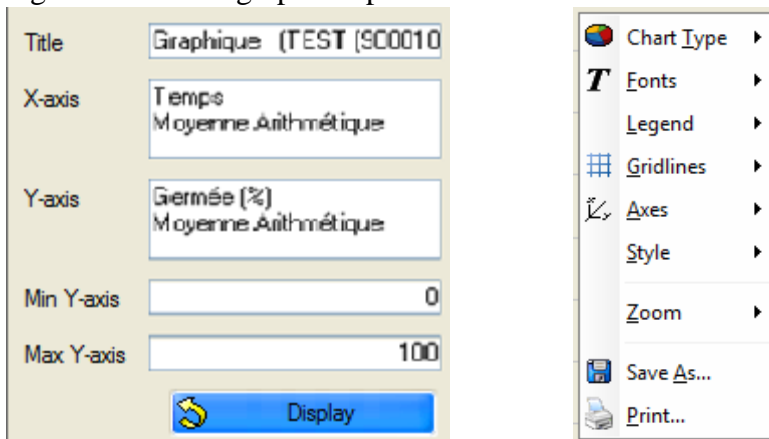 Title Graphique (TEST (900010
X-axis Temps
Moyenne Arithmétique
Y-axis Germée (%)
Moyenne Arithmétique
Min Y-axis 0
Max Y-axis 100
Display
Chart Type
Fonts
Legend
Gridlines
Axes
Style
Zoom
Save As...
Print...